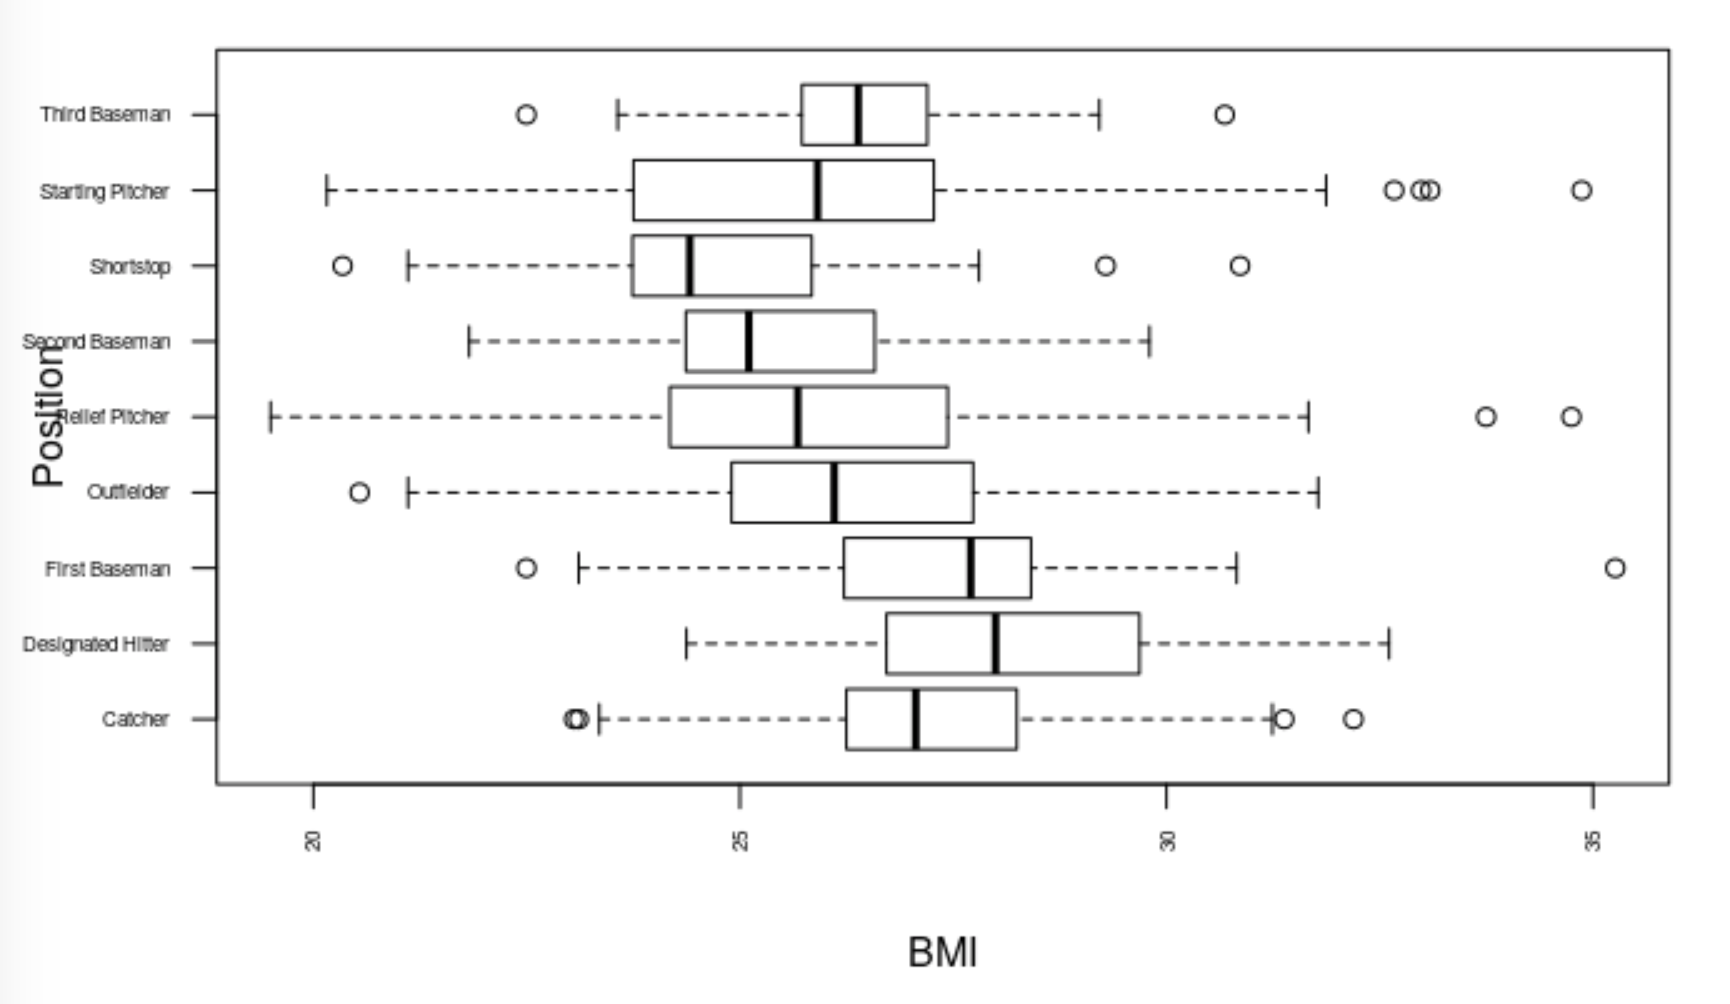 Third Baseman
Starting Pitcher
Shortstop
Second Baseman
Relief Pitcher
Outfielder
First Baseman
Designated Hitter
Catcher
Position
20 25 30 35
BMI